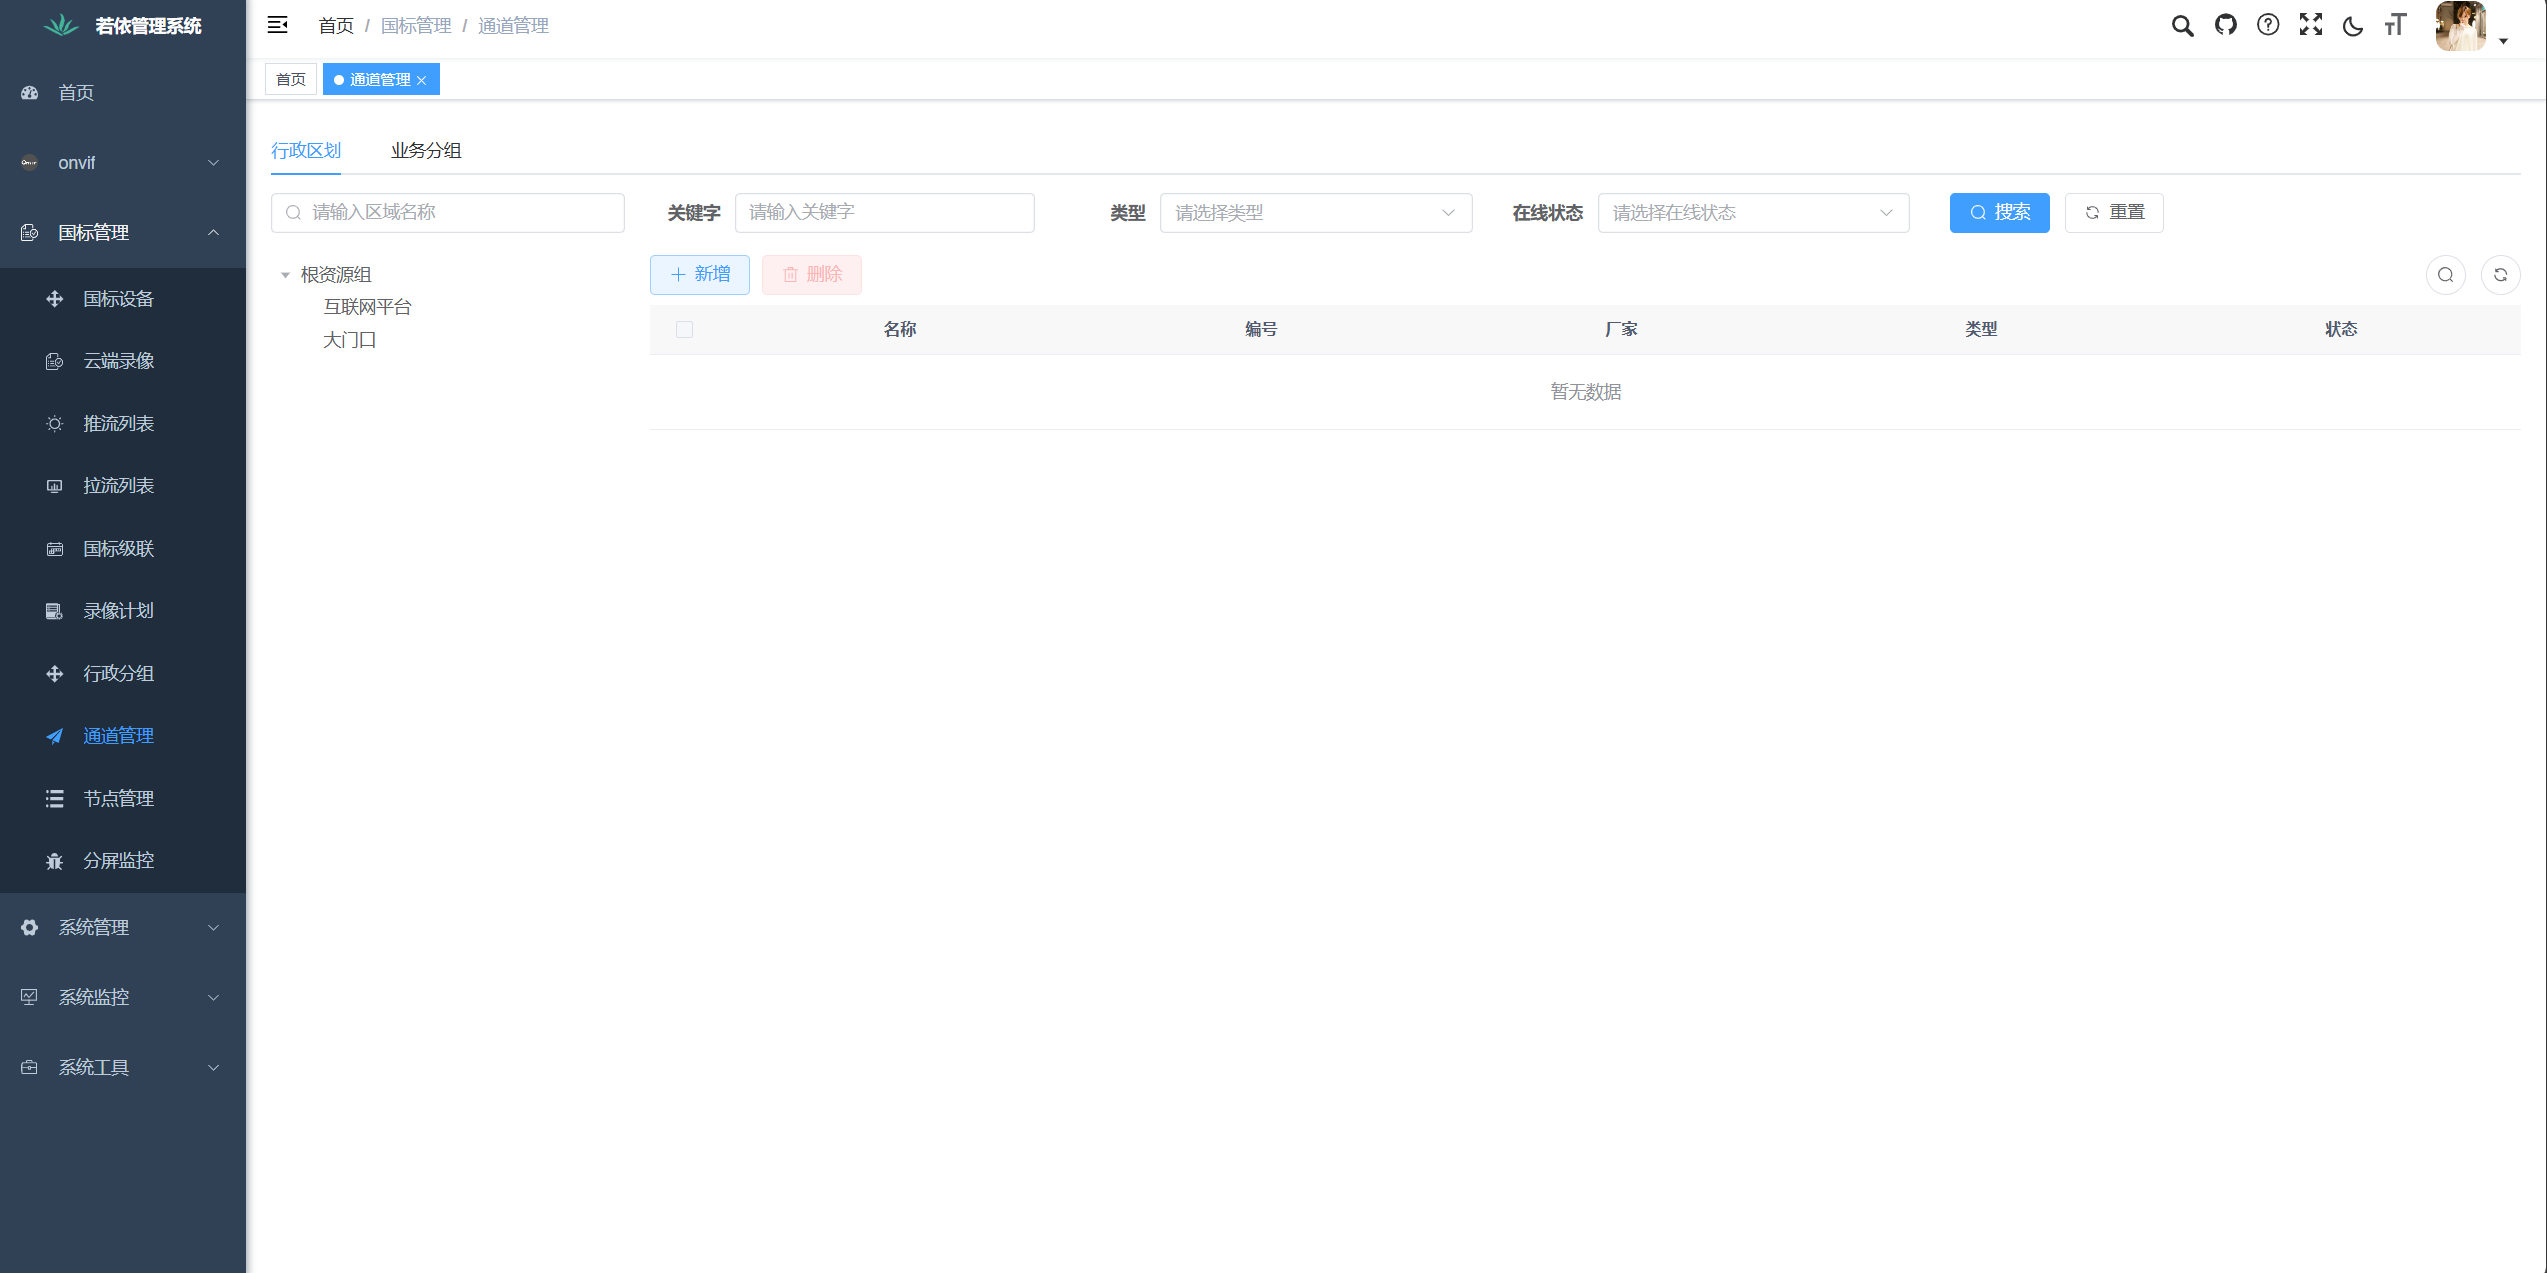 若依管理系统
首页 / 国标管理 / 通道管理
首页
通道管理
首页
onvif
国标管理
国标设备
云端录像
推流列表
拉流列表
国标级联
录像计划
行政分组
通道管理
节点管理
分屏监控
系统管理
系统监控
系统工具
行政区划 业务分组
请输入区域名称
关键字 请输入关键字 类型 请选择类型 在线状态 请选择在线状态 搜索 重置
根资源组
互联网平台
大门口
新增 删除
名称 编号 厂家 类型 状态
暂无数据